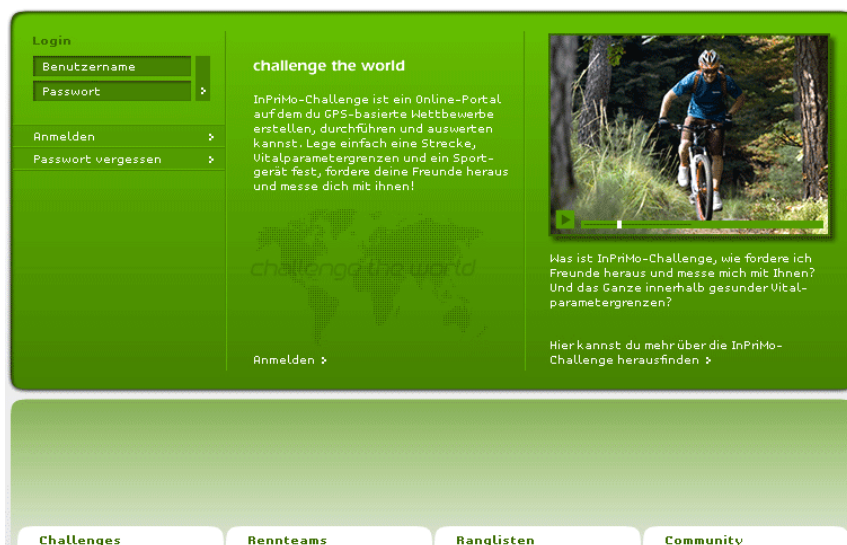 Login
Benutzername
Passwort
Anmelden
Passwort vergessen
challenge the world
InPriMo-Challenge ist ein Online-Portal
auf dem du GPS-basierte Wettbewerbe
erstellen, durchführen und auswerten
kannst. Lege einfach eine Strecke,
Vitalparametergrenzen und ein Sport-
gerät fest, fordere deine Freunde heraus
und messe dich mit ihnen!
challenge the world
Anmelden
Was ist InPriMo-Challenge, wie fordere ich
Freunde heraus und messe mich mit Ihnen?
Und das Ganze innerhalb gesunder Vital-
parametergrenzen?
Hier kannst du mehr über die InPriMo-
Challenge herausfinden
Challenges
Rennteams
Ranglisten
Community